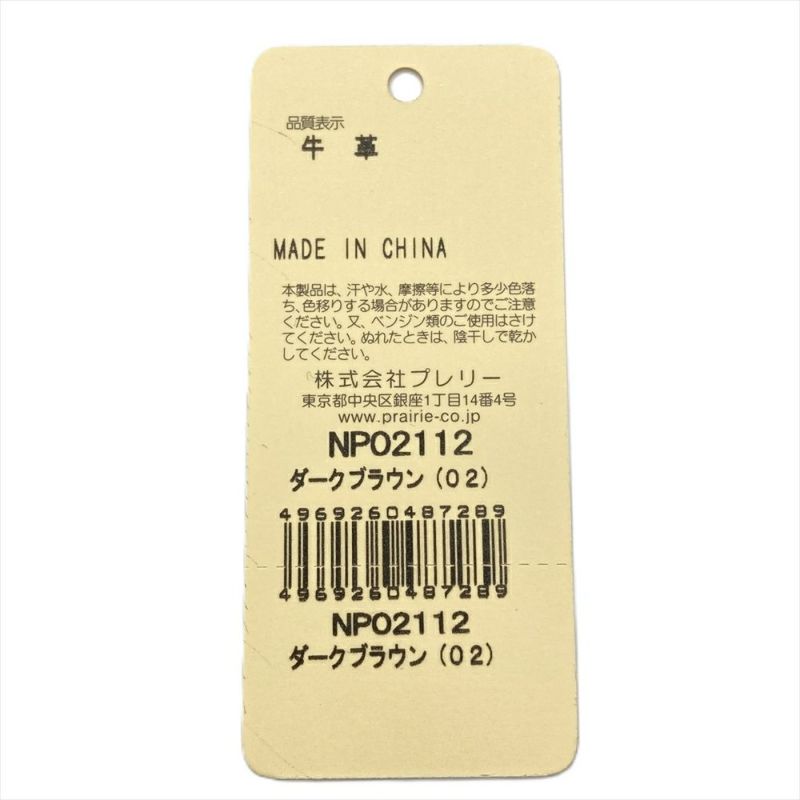 品質表示
牛 革
MADE IN CHINA
本製品は、汗や水、摩擦等により多少色落
ち、色移りする場合がありますのでご注意
ください。又、ベンジン類のご使用はさけ
てください。ぬれたときは、陰干しで乾か
してください。
株式会社プレリー
東京都中央区銀座1丁目14番4号
www.prairie-co.jp
NP02112
ダークブラウン(02)
4969260487289
4969260487289
NP02112
ダークブラウン(02)